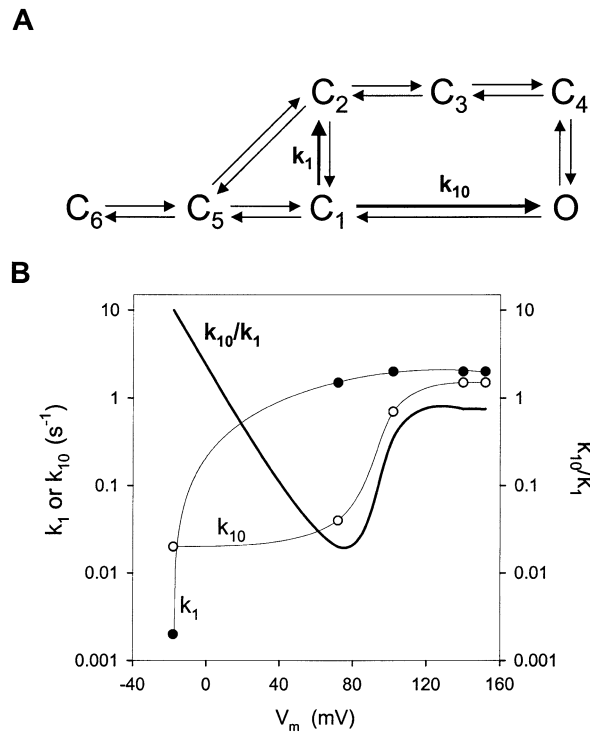 A
C2 C3 C4
k1 k10
C6 C5 C1 O
B
k10/k1
k1 or k10 (s-1)
K10/K1
10 10
1 1
0.1 0.1
0.01 0.01
0.001 0.001
k10
k1
-40 0 40 80 120 160
Vm (mV)